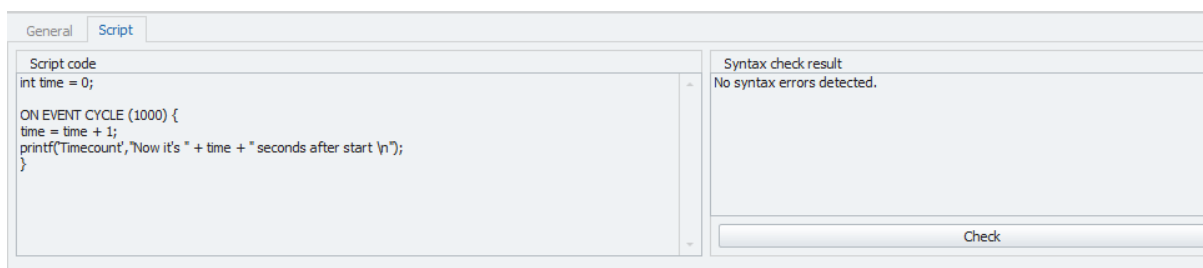 General Script
Script code
int time = 0;
ON EVENT CYCLE (1000) {
time = time + 1;
printf('Timecount',"Now it's " + time + " seconds after start \n");
}
Syntax check result
No syntax errors detected.
Check